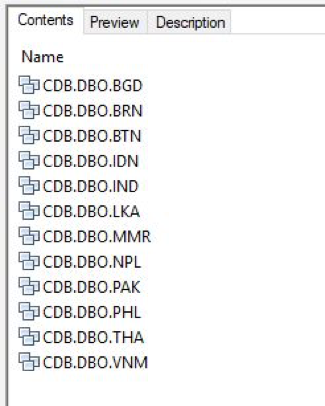 Contents Preview Description
Name
CDB.DBO.BGD
CDB.DBO.BRN
CDB.DBO.BTN
CDB.DBO.IDN
CDB.DBO.IND
CDB.DBO.LKA
CDB.DBO.MMR
CDB.DBO.NPL
CDB.DBO.PAK
CDB.DBO.PHL
CDB.DBO.THA
CDB.DBO.VNM